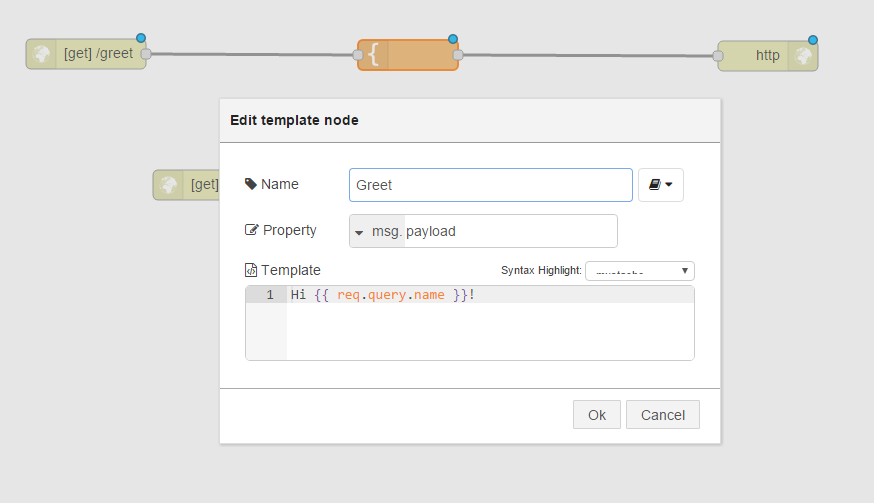 [get] /greet
{
http
Edit template node
[get]
Name
Greet
Property
msg. payload
Template
Syntax Highlight:
1 Hi {{ req.query.name }}!
Ok Cancel